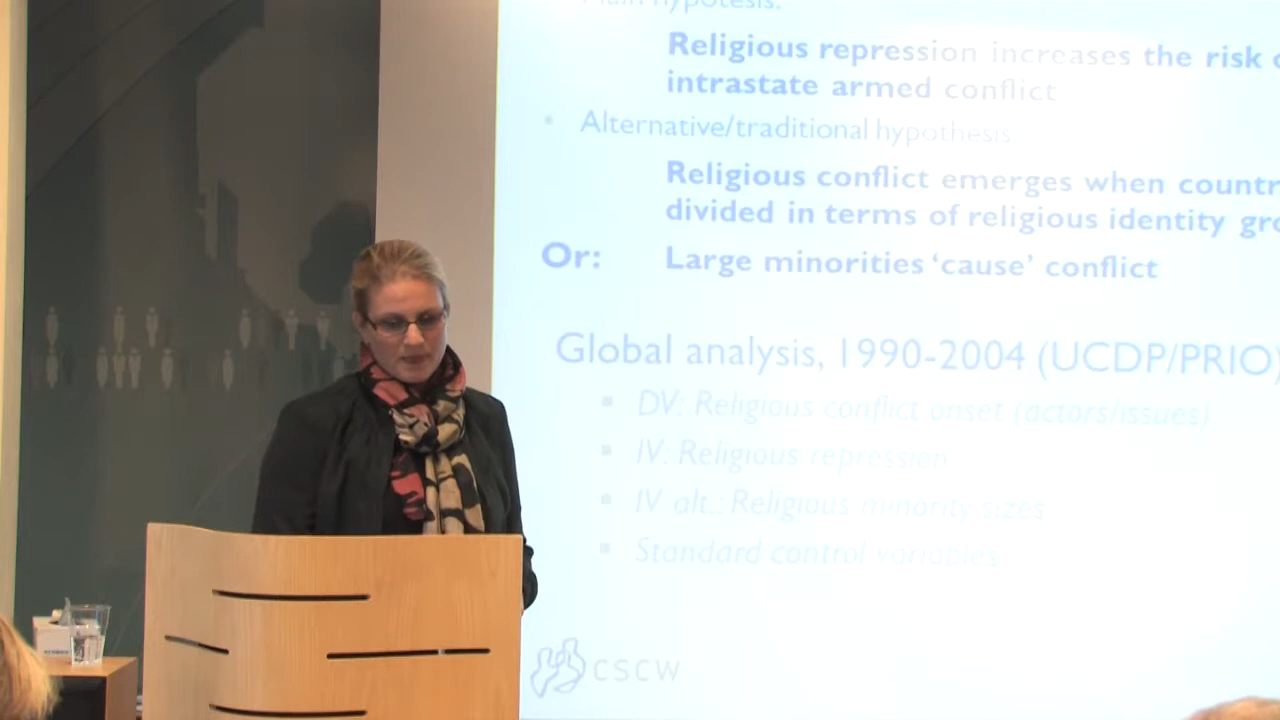 Main hypotesis:
Religious repression increases the risk
intrastate armed conflict
• Alternative/traditional hypothesis
Religious conflict emerges when
divided in terms of religious identity
Or: Large minorities ‘cause’ conflict
Global analysis, 1990-2004 (UCDP/PRIO)
▪ DV: Religious conflict onset (actors/issues)
▪ IV: Religious repression
▪ IV alt.: Religious minority sizes
▪ Standard control variables
CSCW